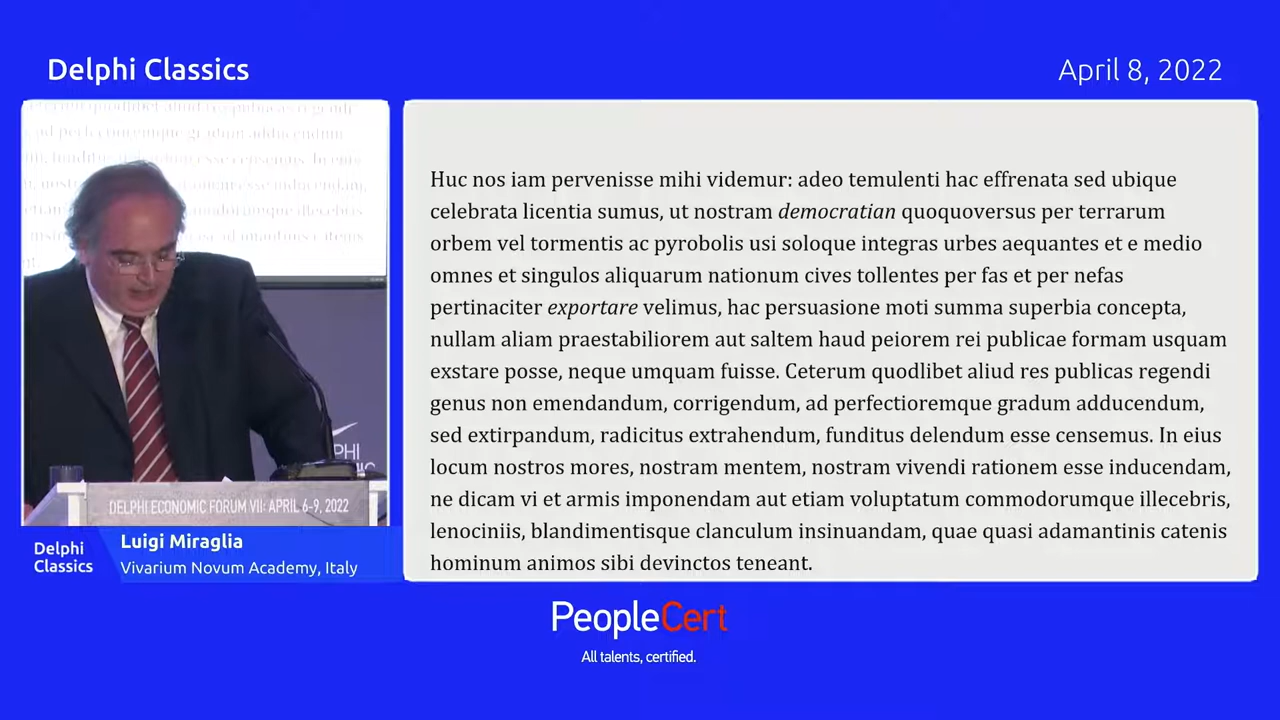 Delphi Classics
April 8, 2022
Huc nos iam pervenisse mihi videmur: adeo temulenti hac effrenata sed ubique
celebrata licentia sumus, ut nostram democratian quoquoversus per terrarum
orbem vel tormentis ac pyrobolis usi soloque integras urbes aequantes et e medio
omnes et singulos aliquarum nationum cives tollentes per fas et per nefas
pertinaciter exportare velimus, hac persuasione moti summa superbia concepta,
nullam aliam praestabiliorem aut saltem haud peiorem rei publicae formam usquam
exstare posse, neque umquam fuisse. Ceterum quodlibet aliud res publicas regendi
genus non emendandum, corrigendum, ad perfectioremque gradum adducendum,
sed extirpandum, radicitus extrahendum, funditus delendum esse censemus. In eius
locum nostros mores, nostram mentem, nostram vivendi rationem esse inducendam,
ne dicam vi et armis imponendam aut etiam voluptatum commodorumque illecebris,
lenociniis, blandimentisque clanculum insinuandam, quae quasi adamantinis catenis
hominum animos sibi devinctos teneant.
DELPHI ECONOMIC FORUM VII: APRIL 6-9, 2022
Delphi
Classics
Luigi Miraglia
Vivarium Novum Academy, Italy
PeopleCert
All talents, certified.